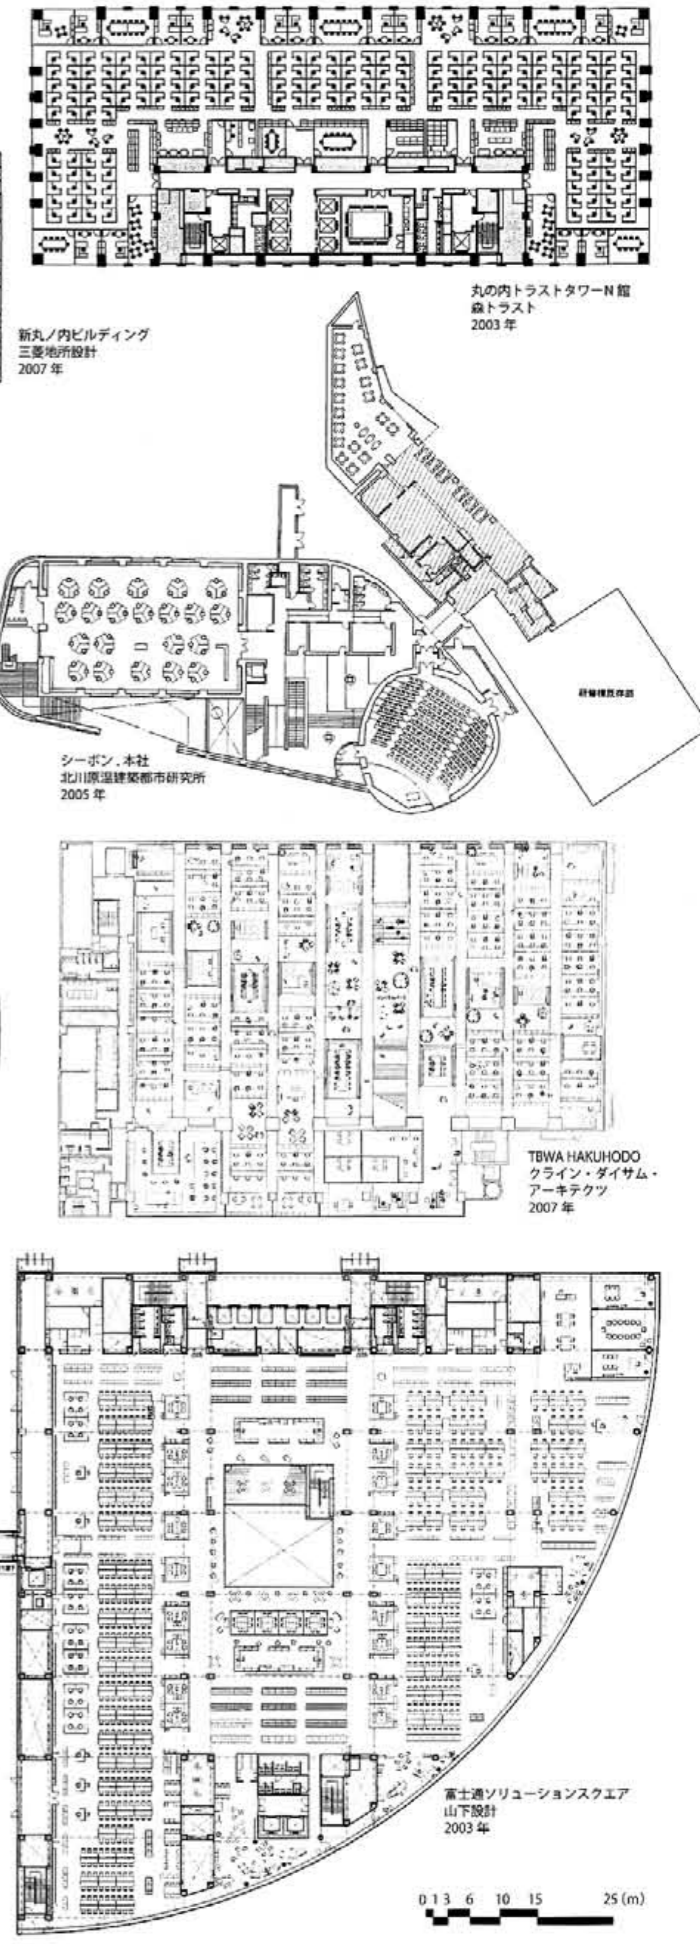 丸の内トラストタワーN館
森トラスト
2003年
新丸ノ内ビルディング
三菱地所設計
2007年
研修棟既存部
シーボン．本社
北川原温建築都市研究所
2005年
TBWA HAKUHODO
クライン・ダイサム・
アーキテクツ
2007年
富士通ソリューションスクエア
山下設計
2003年
0 1 3 6 10 15 25 (m)